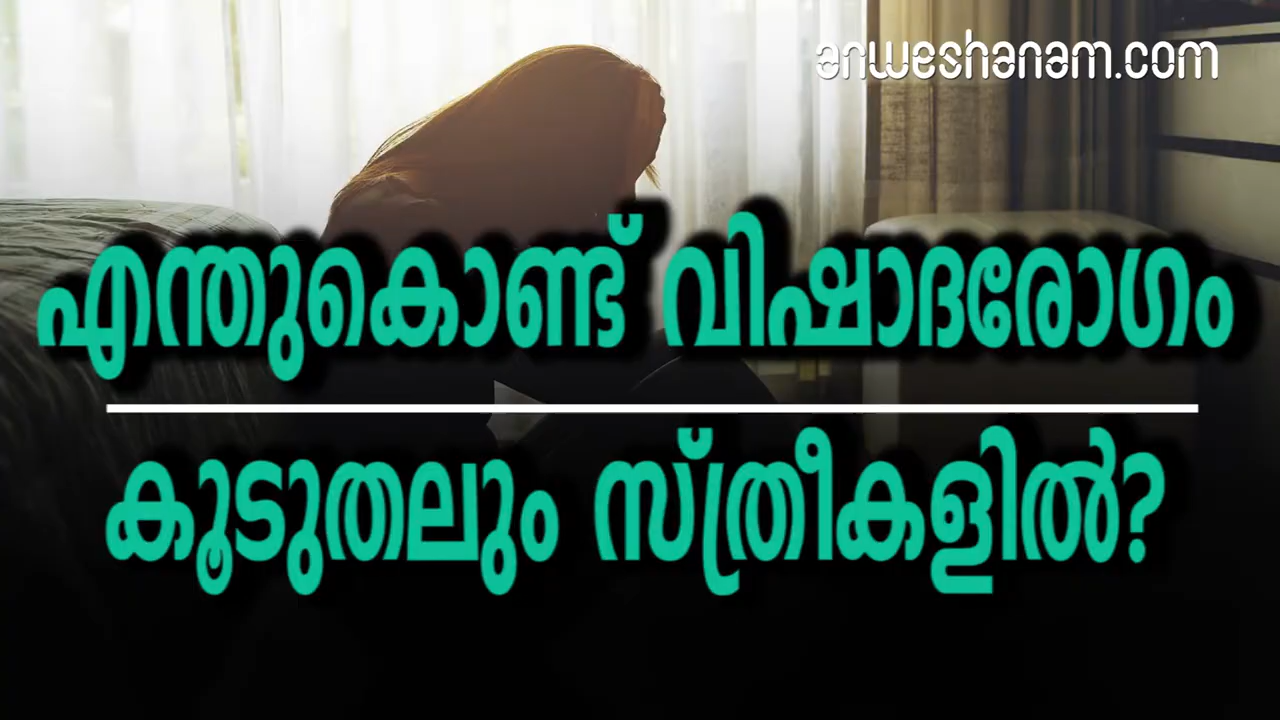 anweshanam.com
എന്തുകൊണ്ട് വിഷാദരോഗം
കൂടുതലും സ്ത്രീകളിൽ?